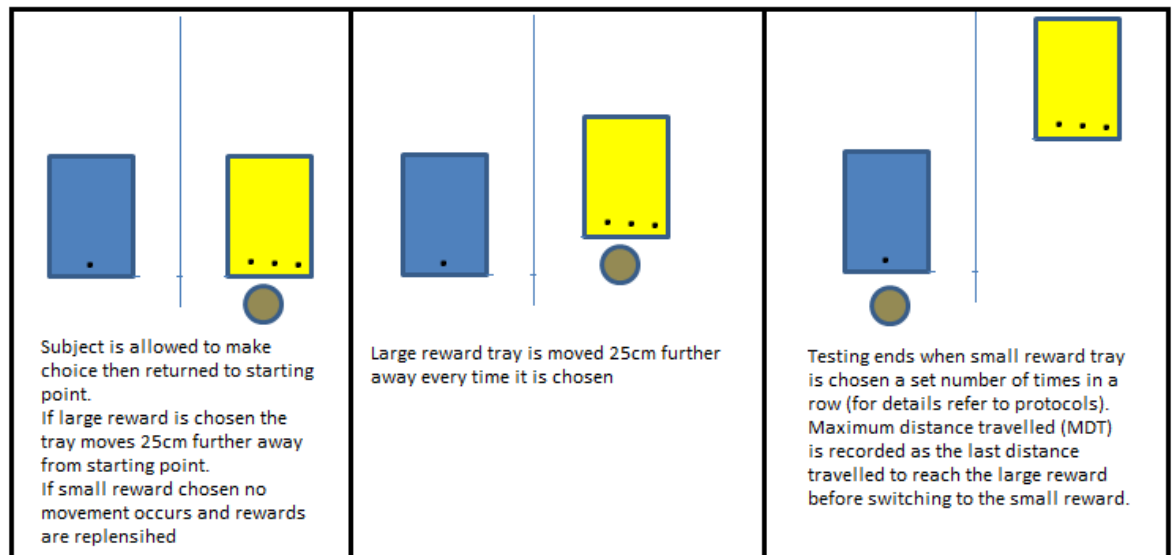 Subject is allowed to make
choice then returned to starting
point.
If large reward is chosen the
tray moves 25cm further away
from starting point.
If small reward chosen no
movement occurs and rewards
are replensihed
Large reward tray is moved 25cm further
away every time it is chosen
Testing ends when small reward tray
is chosen a set number of times in a
row (for details refer to protocols).
Maximum distance travelled (MDT)
is recorded as the last distance
travelled to reach the large reward
before switching to the small reward.